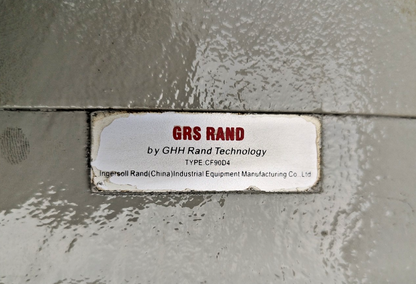 GRS RAND
by GHH Rand Technology
TYPE:CF90D4
Ingersoll Rand(China)Industrial Equipment Manufacturing Co. Ltd